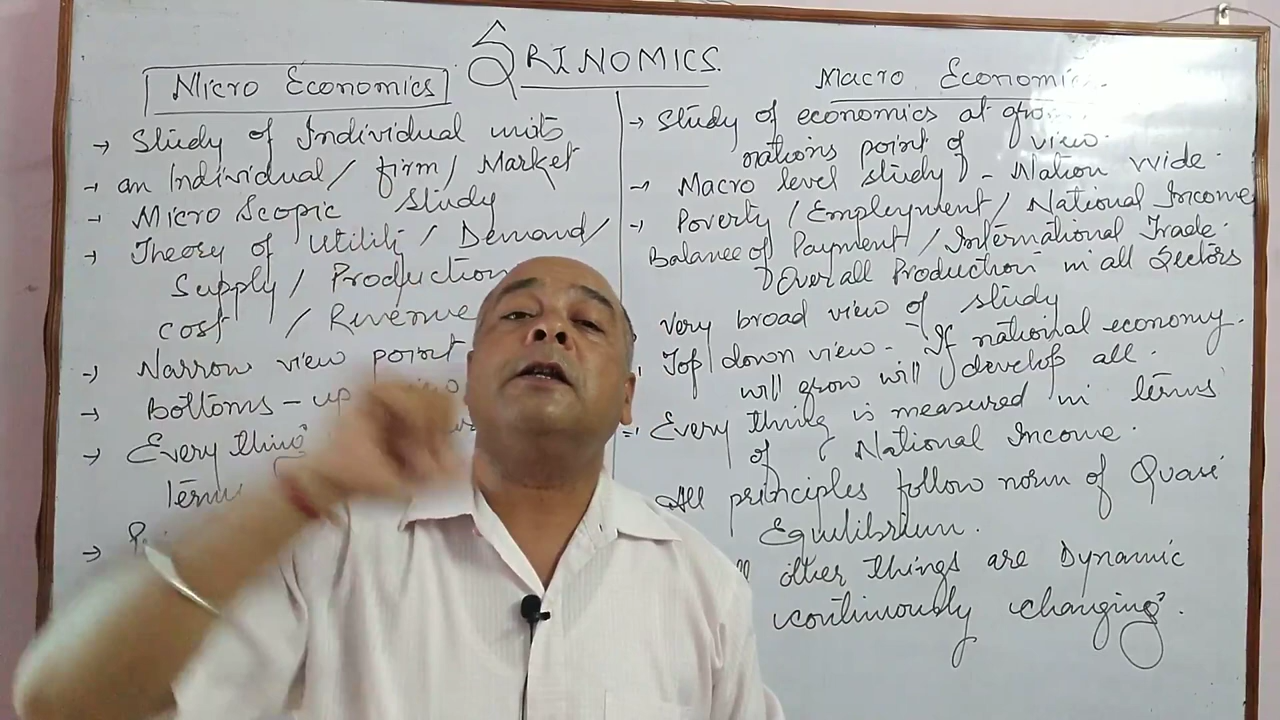 SRINOMICS.
Micro Economics
→ Study of Individual units
→ an Individual / firm / Market
→ Micro Scopic Study
→ Theory of Utility / Demand /
Supply / Production
cost / Revenue
→ Narrow view point
→ Bottoms - up
→ Every thing
Terms
→
Macro Economic
→ Study of economics at
nations point of view.
→ Macro level study - Nation wide.
→ Poverty / Employment / National Income
Balance of Payment / International Trade.
Overall Production in all Sectors
Very broad view of study
Top down view - If national economy.
will grow will develop all.
Every thing is measured in terms
of National Income.
All principles follow norm of Quasi
Equilibrium.
other things are Dynamic
continuously changing.